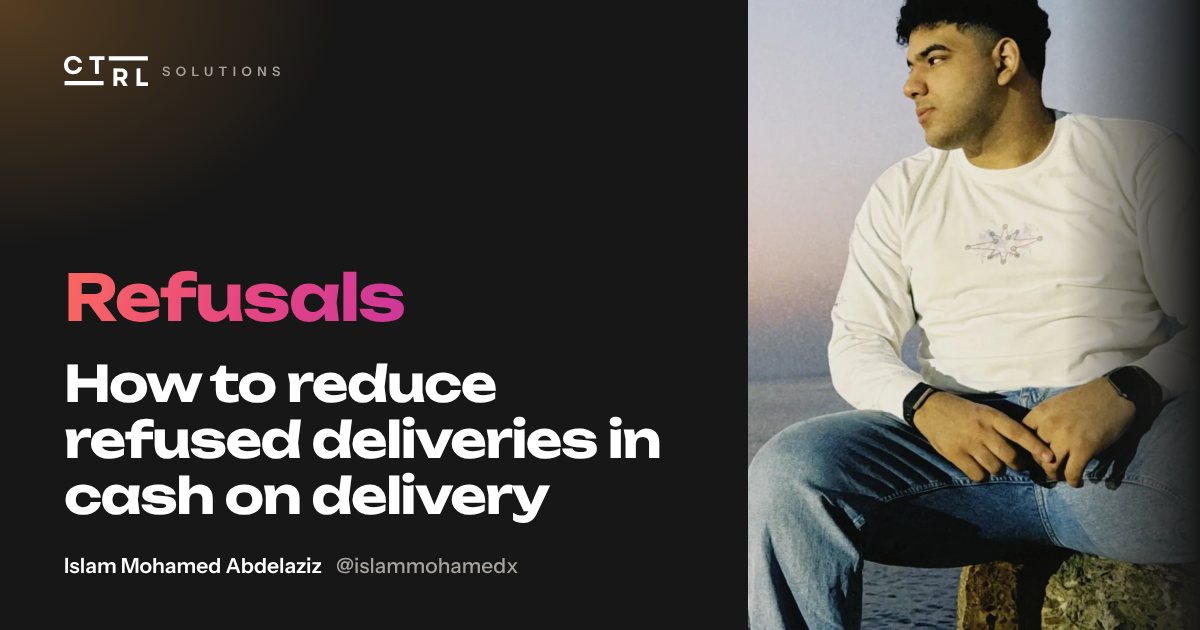 CTRL SOLUTIONS
Refusals
How to reduce
refused deliveries in
cash on delivery
Islam Mohamed Abdelaziz @islammohamedx